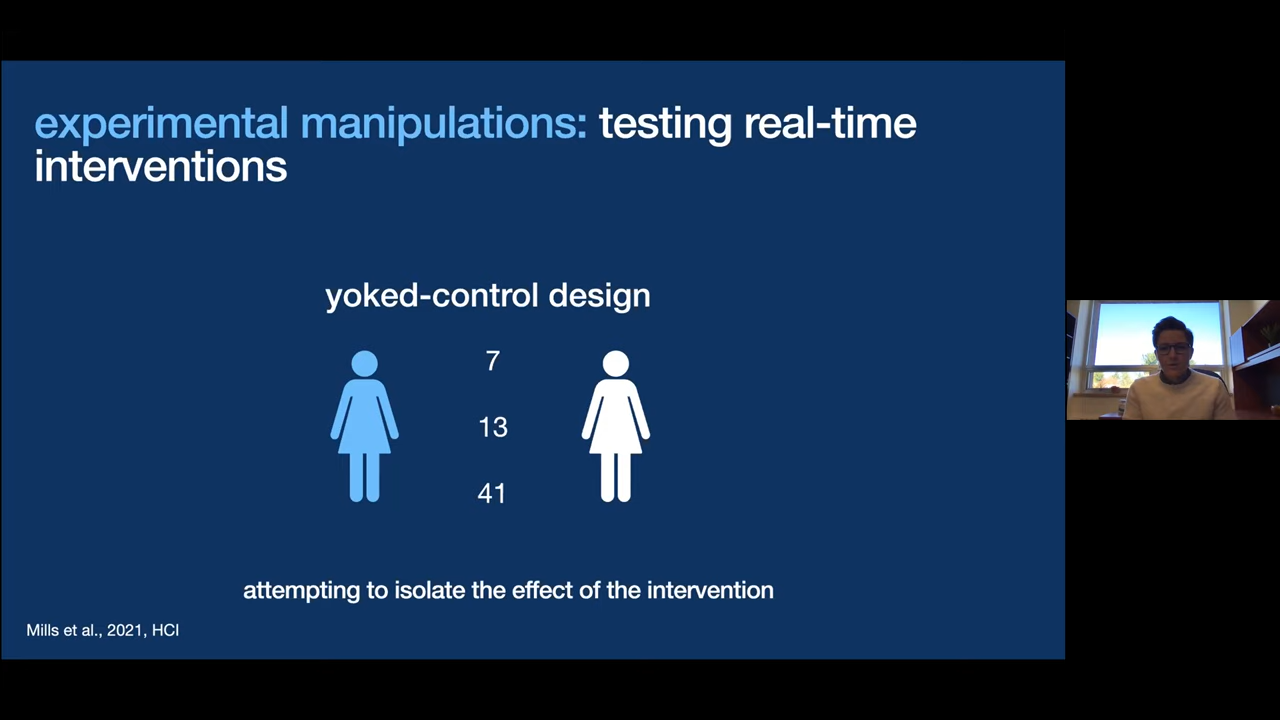 experimental manipulations: testing real-time
interventions
yoked-control design
7
13
41
attempting to isolate the effect of the intervention
Mills et al., 2021, HCI